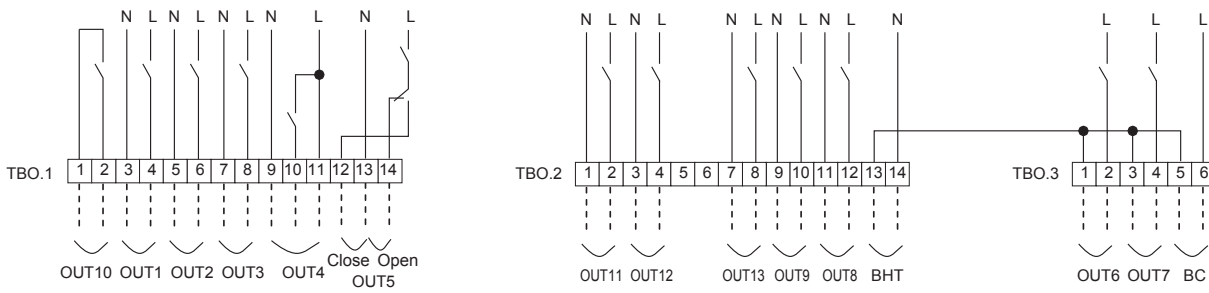 N L N L N L N L N L
N L N L N L N L N L N
L L L
TBO.1 1 2 3 4 5 6 7 8 9 10 11 12 13 14
TBO.2 1 2 3 4 5 6 7 8 9 10 11 12 13 14
TBO.3 1 2 3 4 5 6
OUT10 OUT1 OUT2 OUT3 OUT4 Close Open
OUT5
OUT11 OUT12 OUT13 OUT9 OUT8 BHT
OUT6 OUT7 BC